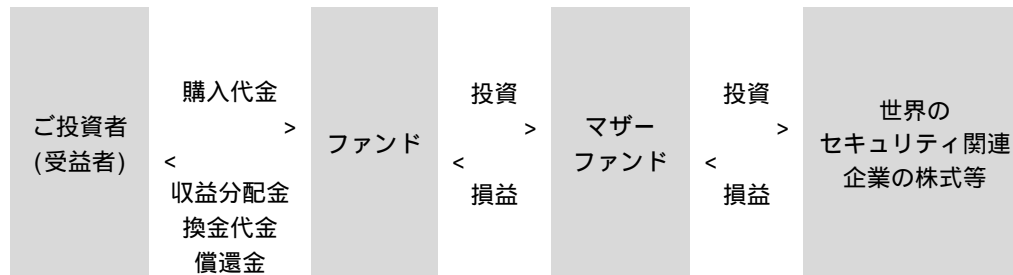 ご投資者
(受益者)
購入代金
>
<
収益分配金
換金代金
償還金
ファンド
投資
>
<
損益
マザー
ファンド
投資
>
<
損益
世界の
セキュリティ関連
企業の株式等